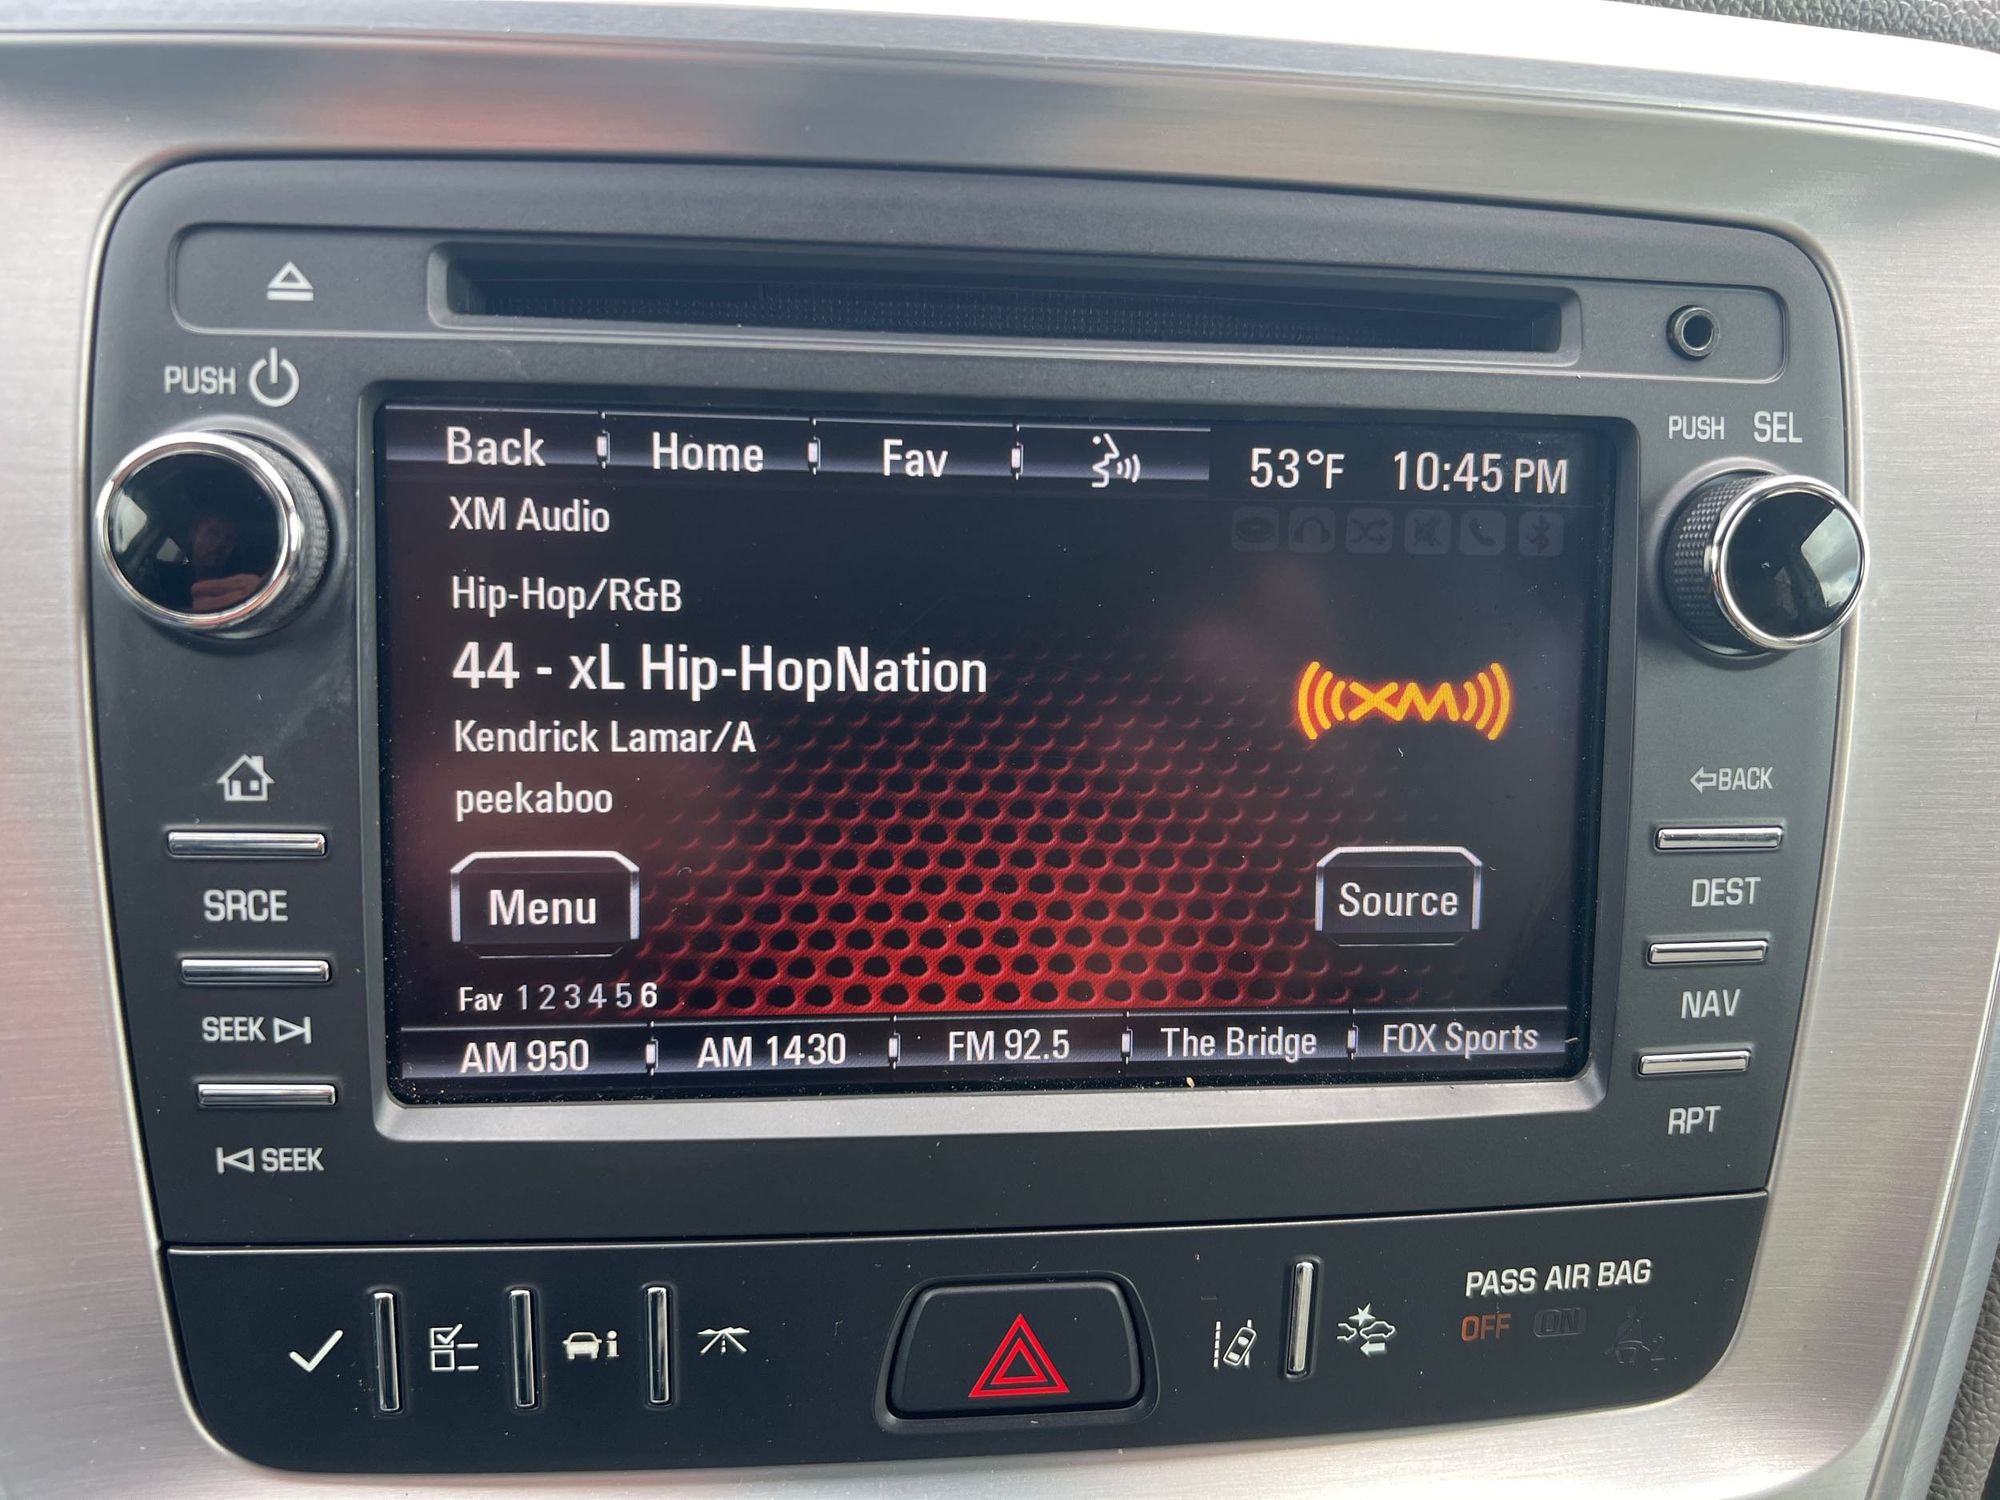 PUSH
PUSH SEL
Back Home Fav 53°F 10:45 PM
XM Audio
Hip-Hop/R&B
44 - xL Hip-HopNation
XM
Kendrick Lamar/A
peekaboo
Menu Source
Fav 1 2 3 4 5 6
AM 950 AM 1430 FM 92.5 The Bridge FOX Sports
SRCE
SEEK
SEEK
BACK
DEST
NAV
RPT
i
PASS AIR BAG
OFF ON
2